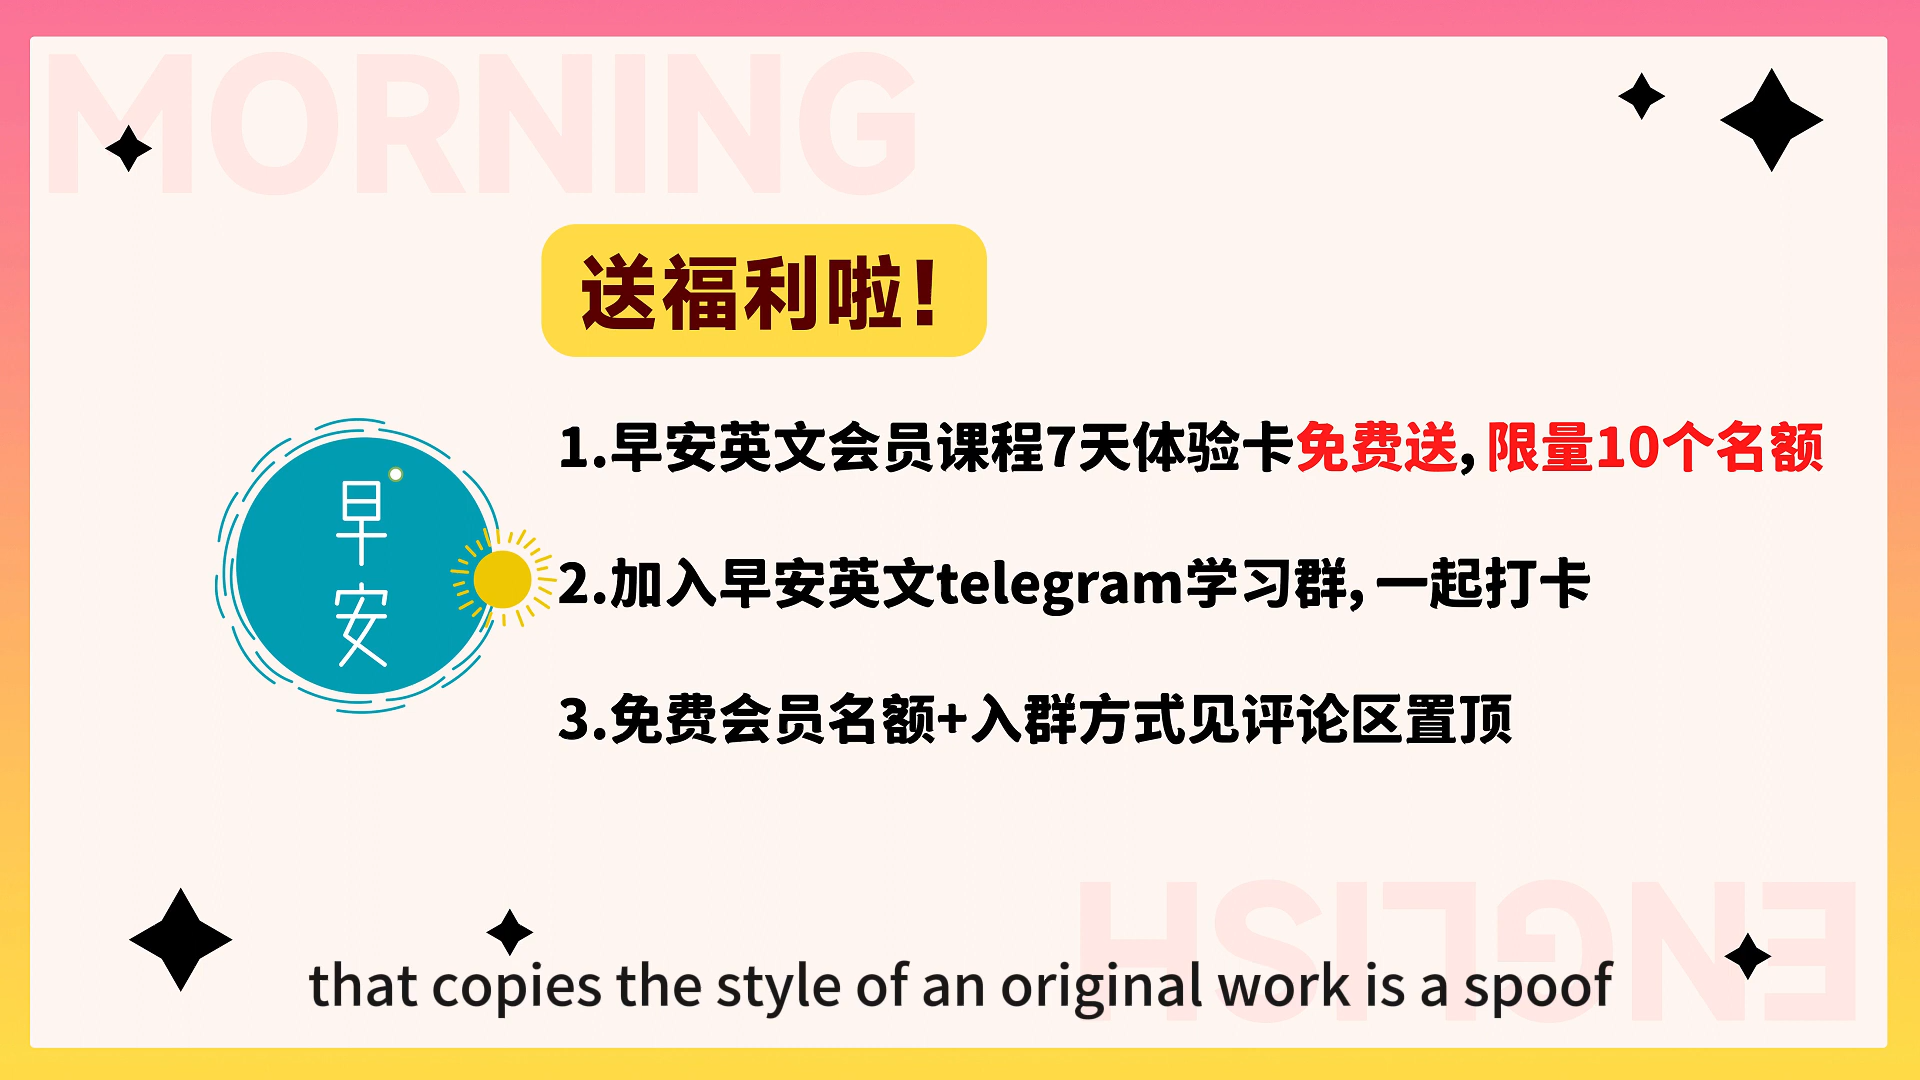 MORNING
送福利啦!
1.早安英文会员课程7天体验卡免费送,限量10个名额
早安
2.加入早安英文telegram学习群,一起打卡
3.免费会员名额+入群方式见评论区置顶
ENGLISH
that copies the style of an original work is a spoof